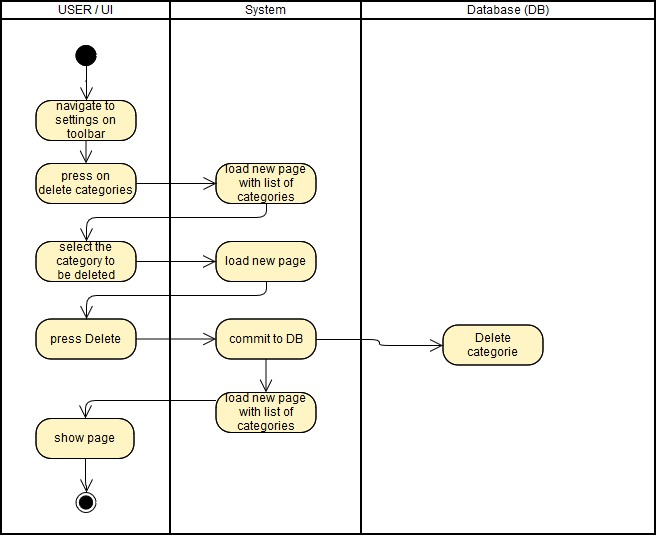 USER / UI
System
Database (DB)
navigate to
settings on
toolbar
press on
delete categories
load new page
with list of
categories
select the
category to
be deleted
load new page
press Delete
commit to DB
Delete
categorie
load new page
with list of
categories
show page